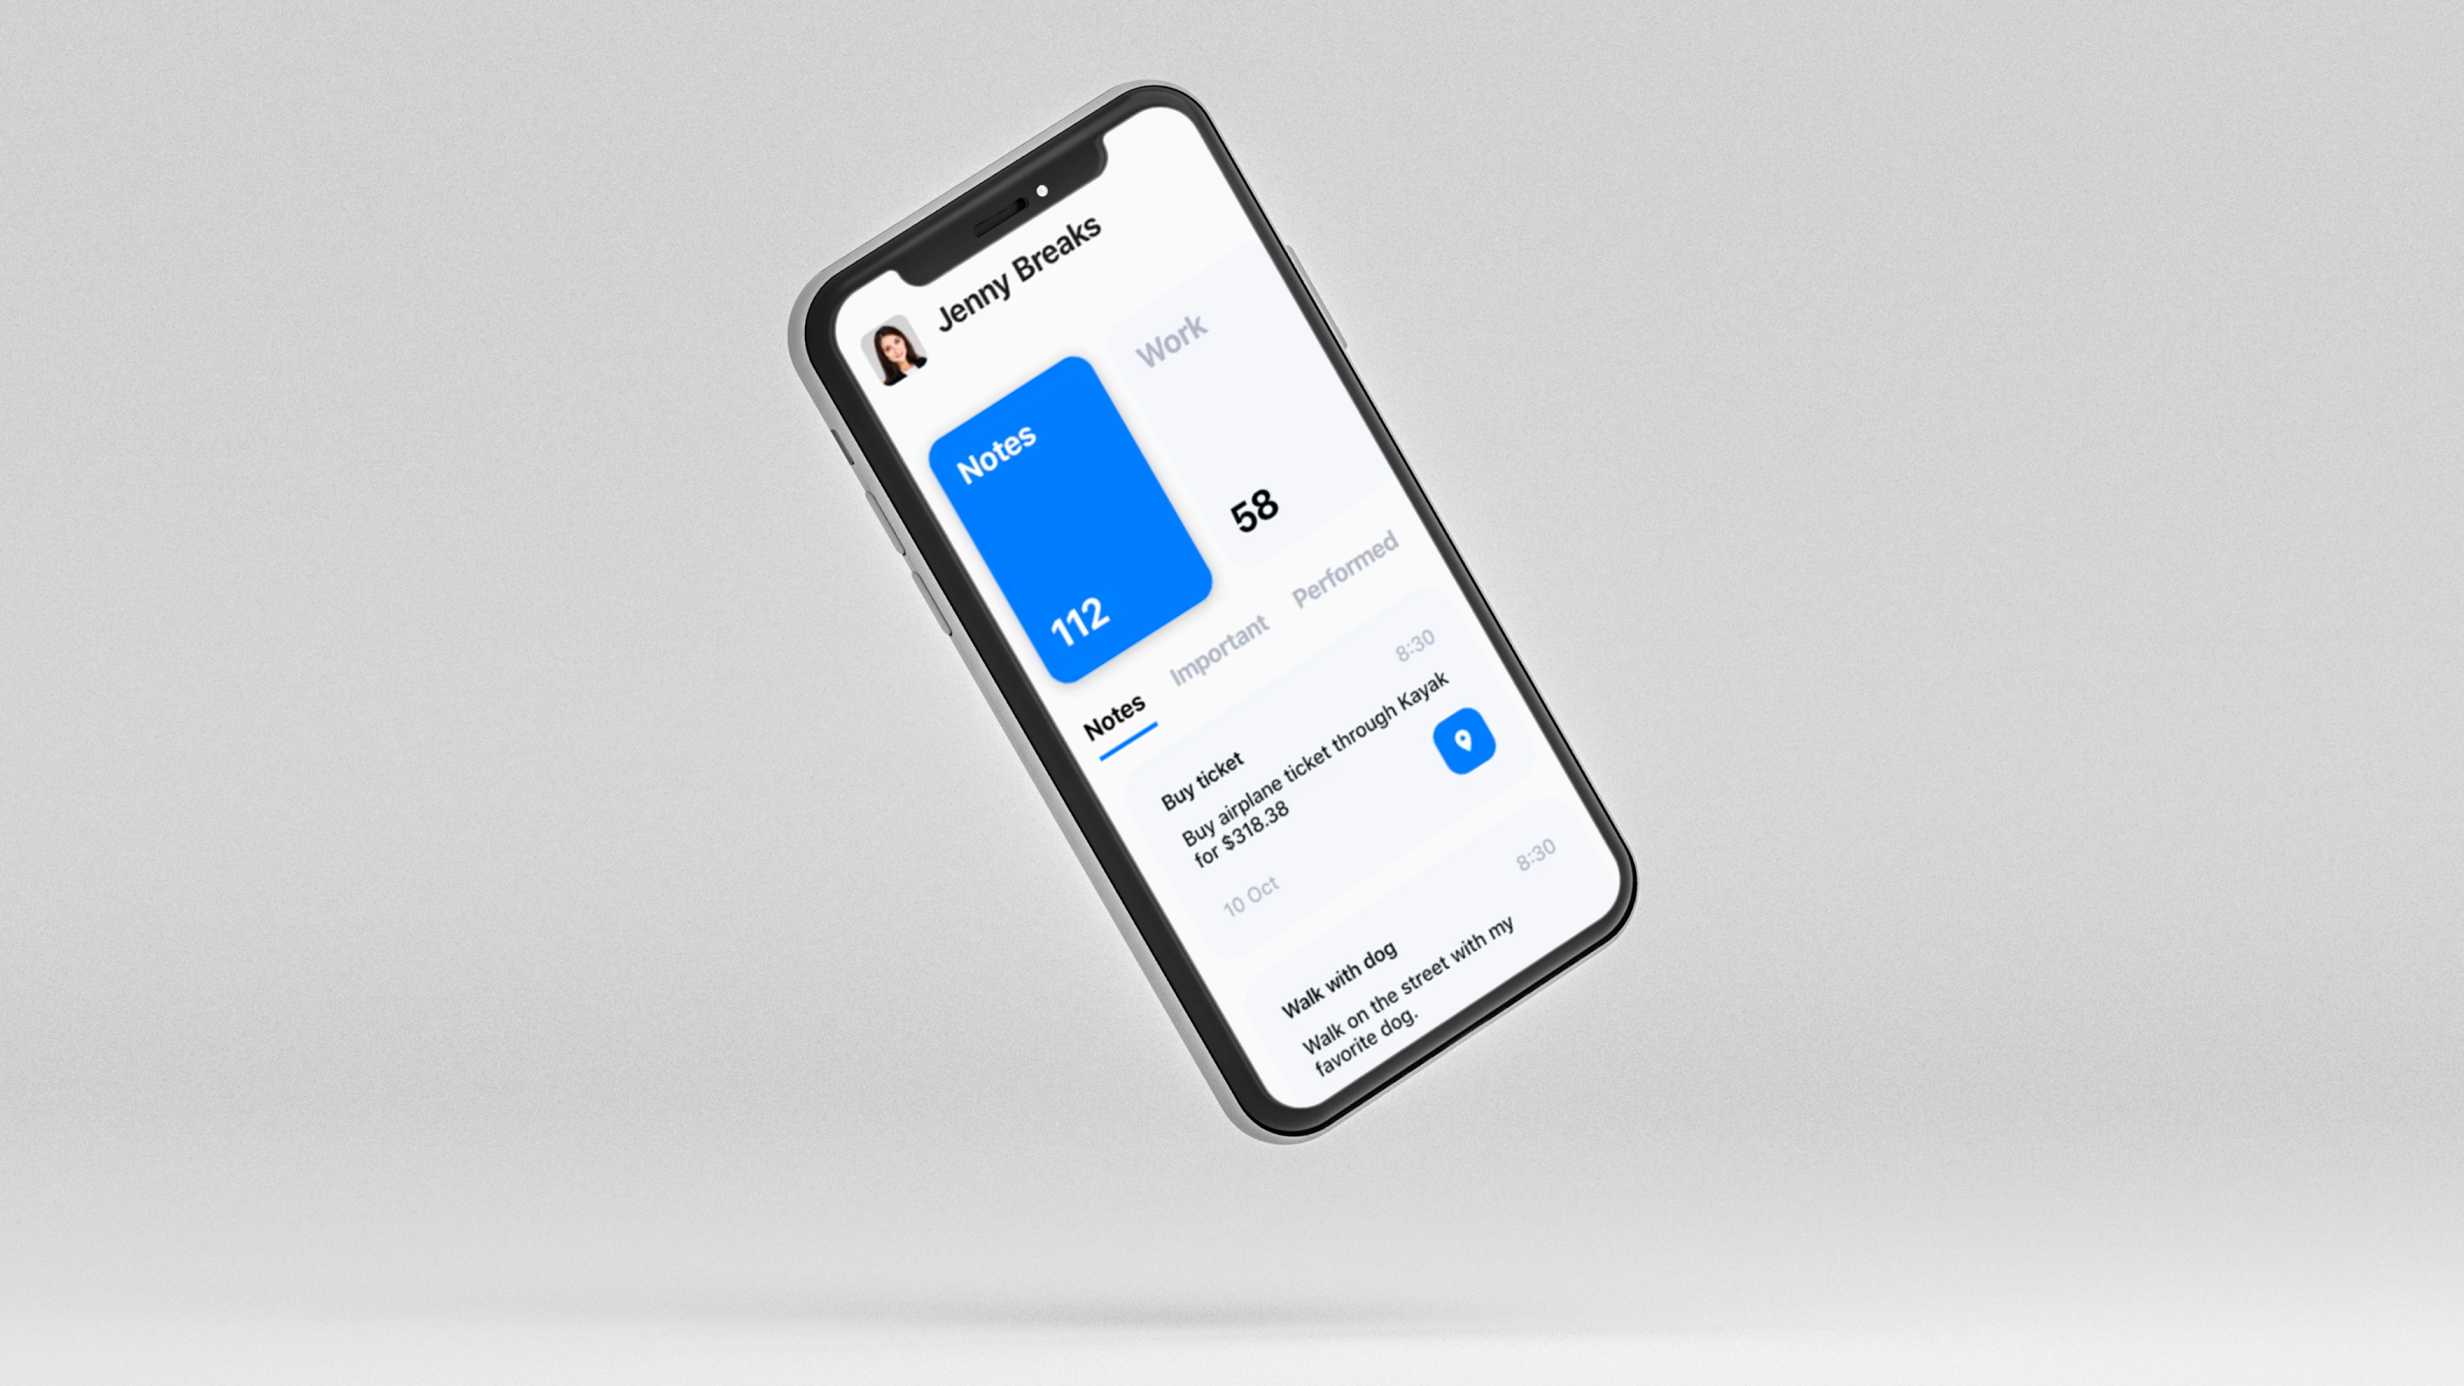 Jenny Breaks
Notes
112
Work
58
Notes
Important
Performed
8:30
Buy ticket
Buy airplane ticket through Kayak
for $318.38
10 Oct
8:30
Walk with dog
Walk on the street with my
favorite dog.